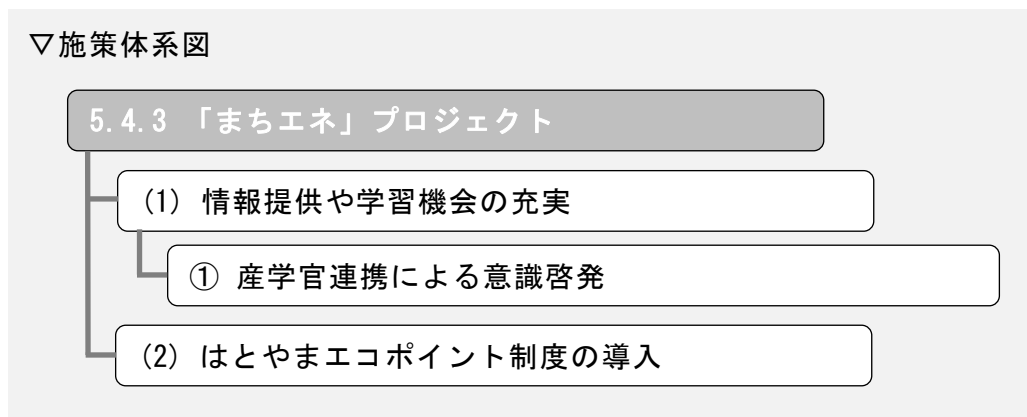 ▽施策体系図
5.4.3 「まちエネ」プロジェクト
(1) 情報提供や学習機会の充実
① 産学官連携による意識啓発
(2) はとやまエコポイント制度の導入